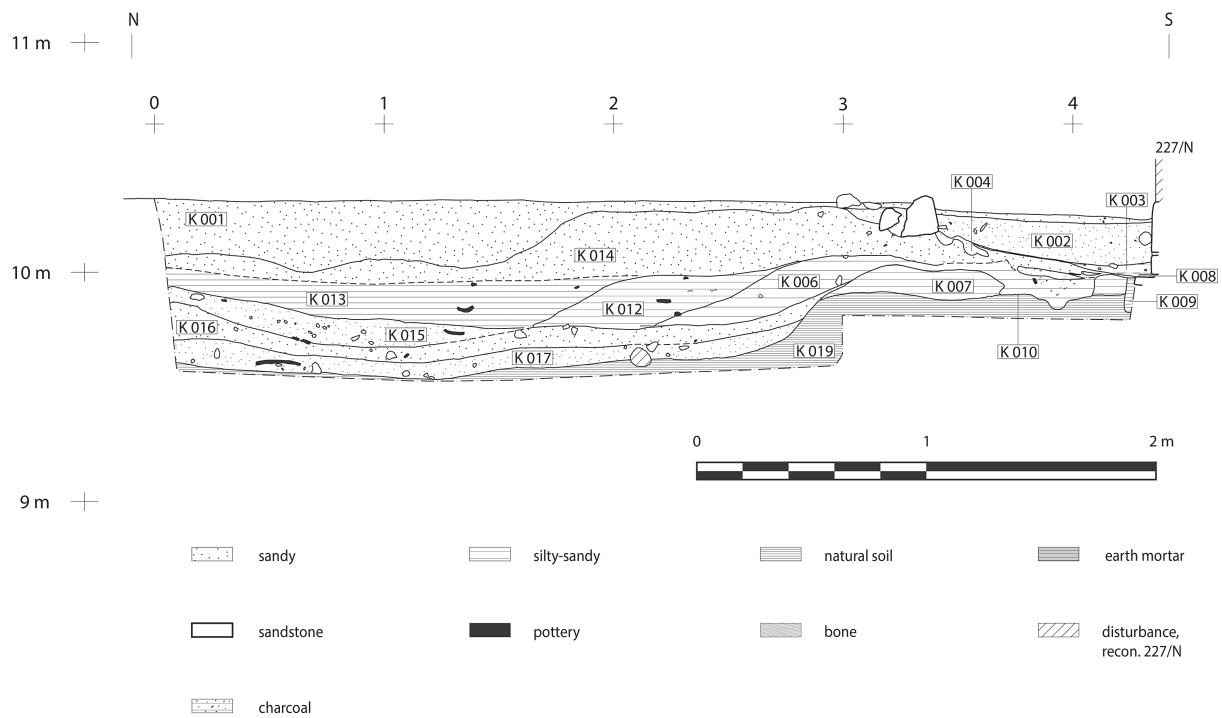 N
S
11 m
0
1
2
3
4
227/N
K 004
K 003
K 001
K 002
K 014
10 m
K 006
K 007
K 008
K 013
K 012
K 009
K 016
K 015
K 017
K 019
K 010
0
1
2 m
9 m
sandy
silty-sandy
natural soil
earth mortar
sandstone
pottery
bone
disturbance,
recon. 227/N
charcoal